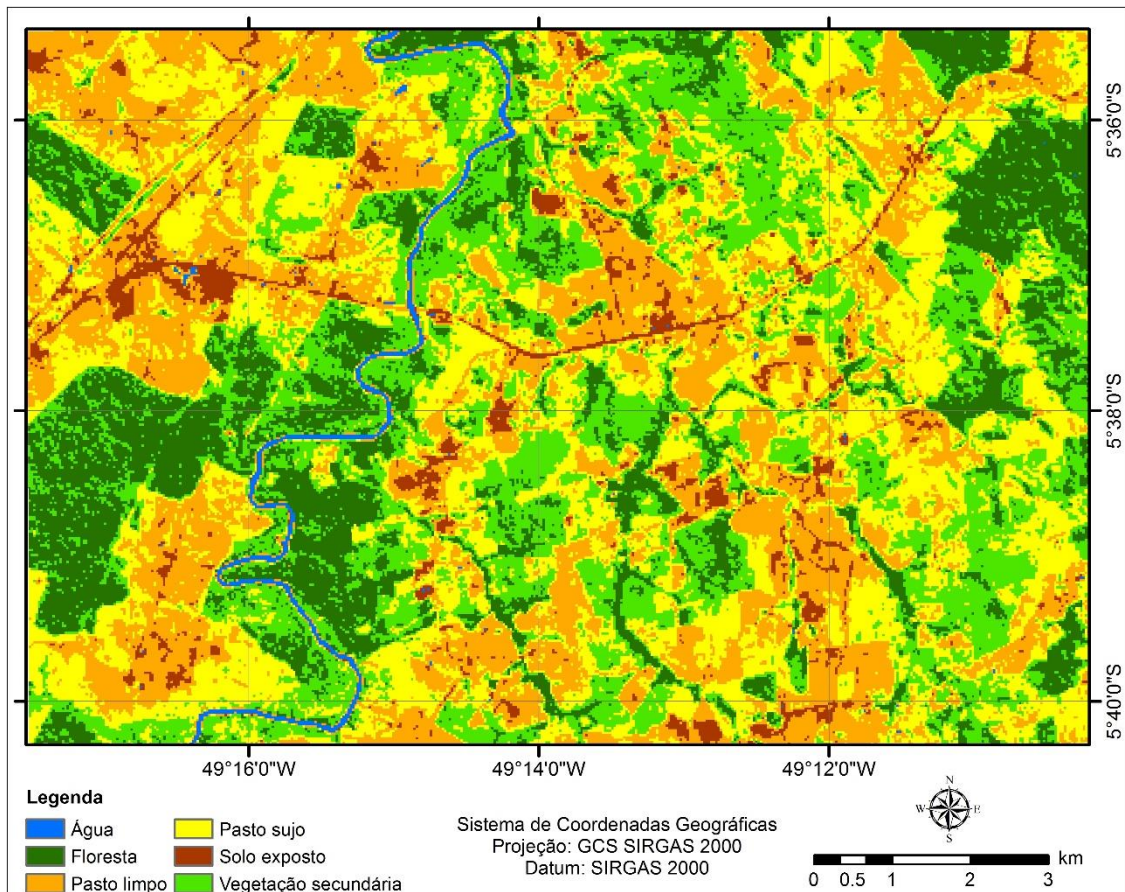 5°36'0"S
5°38'0"S
5°40'0"S
49°16'0"W
49°14'0"W
49°12'0"W
Legenda
Água
Floresta
Pasto limpo
Pasto sujo
Solo exposto
Vegetação secundária
Sistema de Coordenadas Geográficas
Projeção: GCS SIRGAS 2000
Datum: SIRGAS 2000
N
W E
S
km
0 0.5 1 2 3